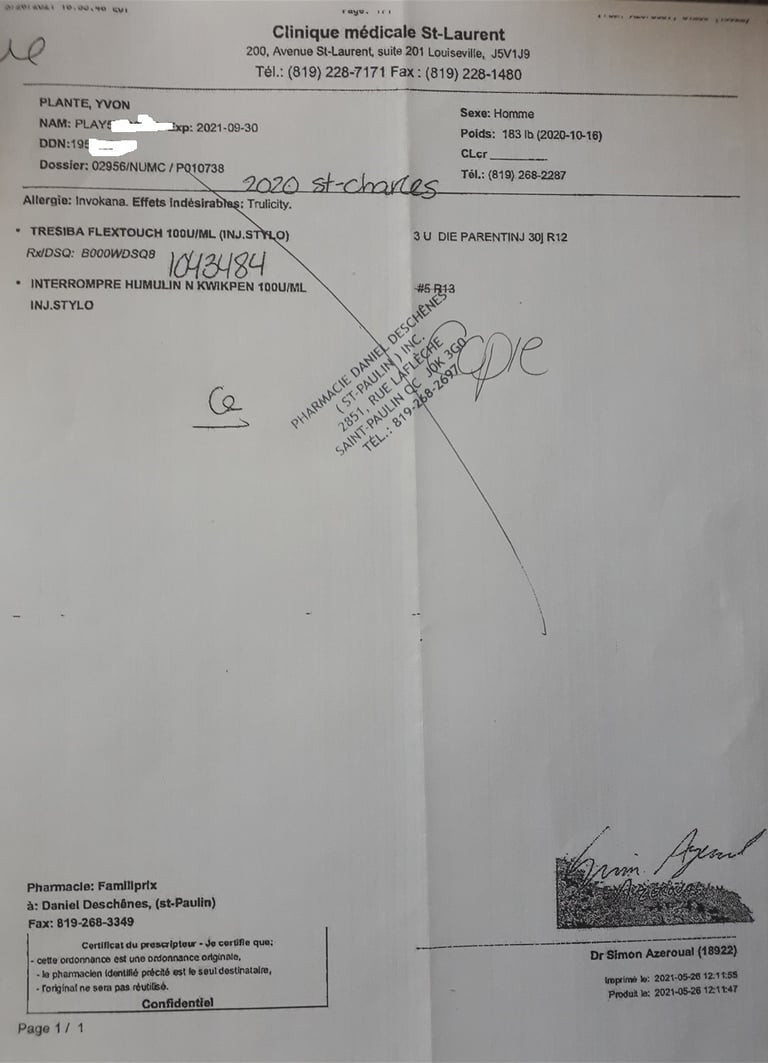 Clinique médicale St-Laurent
200, Avenue St-Laurent, suite 201 Louiseville, J5V1J9
Tél.: (819) 228-7171 Fax : (819) 228-1480
PLANTE, YVON
NAM: PLAY Exp: 2021-09-30
DDN:195
Dossier: 02956/NUMC / P010738
Sexe: Homme
Poids: 183 lb (2020-10-16)
CLcr
Tél.: (819) 268-2287
2020 st-charles
Allergie: Invokana. Effets indésirables: Trulicity.
• TRESIBA FLEXTOUCH 100U/ML (INJ.STYLO) 3 U DIE PARENTINJ 30J R12
Rx/DSQ: B000WDSQ8
1043484
• INTERROMPRE HUMULIN N KWIKPEN 100U/ML #5 R13
INJ.STYLO
PHARMACIE DANIEL DESCHÊNES
(ST-PAULIN) INC.
2851, RUE LAFLÈCHE
SAINT-PAULIN QC J0K 3G0
TÉL.: 819-268-2697
Pharmacie: Familiprix
à: Daniel Deschênes, (st-Paulin)
Fax: 819-268-3349
Certificat du prescripteur - Je certifie que:
- cette ordonnance est une ordonnance originale,
- le pharmacien identifié précité est le seul destinataire,
- l'original ne sera pas réutilisé.
Confidentiel
Dr Simon Azeroual (18922)
Imprimé le: 2021-05-26 12:11:55
Produit le: 2021-05-26 12:11:47
Page 1 / 1